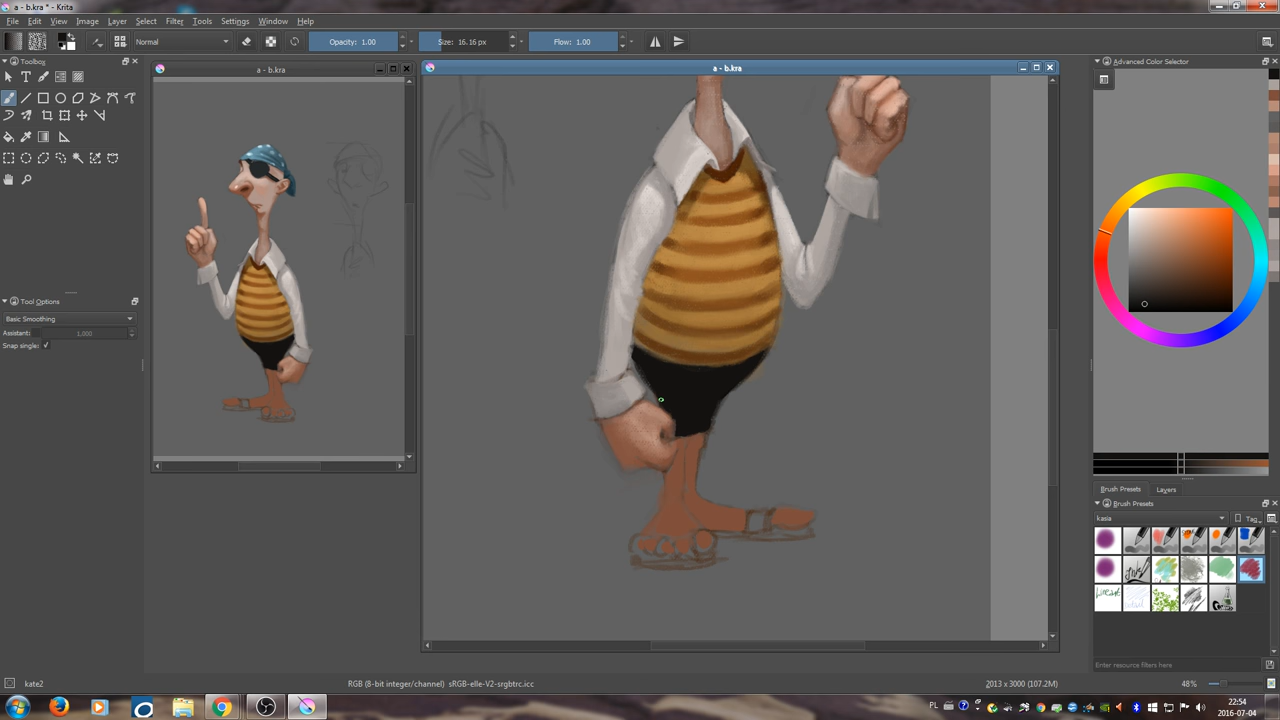 a - b.kra * - Krita
File Edit View Image Layer Select Filter Tools Settings Window Help
Normal Opacity: 1.00 Size: 16.16 px Flow: 1.00
Toolbox
a - b.kra
a - b.kra
Advanced Color Selector
Tool Options
Basic Smoothing
Assistant: 1,000
Snap single:
Brush Presets Layers
Brush Presets
kasia Tag
Enter resource filters here
kate2 RGB (8-bit integer/channel) sRGB-elle-V2-srgbtrc.icc 2013 x 3000 (107.2M) 48%
PL 22:54
2016-07-04